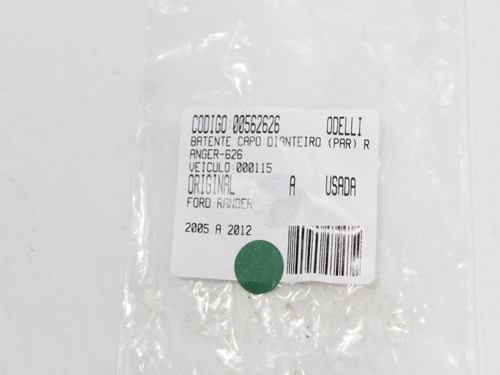 CODIGO:00562626 ODELLI
BATENTE CAPO DIANTEIRO (PAR) R
ANGER-626
VEICULO:000115
ORIGINAL A USADA
FORD RANGER
2005 A 2012